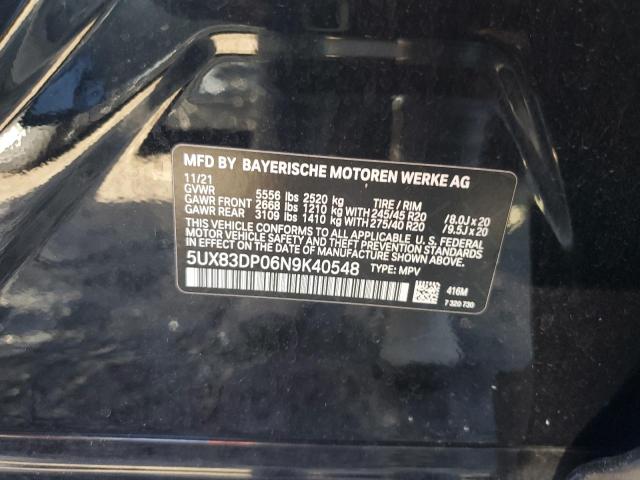 MFD BY BAYERISCHE MOTOREN WERKE AG
11/21
GVWR 5556 lbs 2520 kg TIRE / RIM
GAWR FRONT 2668 lbs 1210 kg WITH 245/45 R20 /8.0J x 20
GAWR REAR 3109 lbs 1410 kg WITH 275/40 R20 /9.5J x 20
THIS VEHICLE CONFORMS TO ALL APPLICABLE U. S. FEDERAL
MOTOR VEHICLE SAFETY AND THEFT PREVENTION STANDARDS
IN EFFECT ON THE DATE OF MANUFACTURE SHOWN ABOVE.
5UX83DP06N9K40548 TYPE: MPV
416M
7 320 730